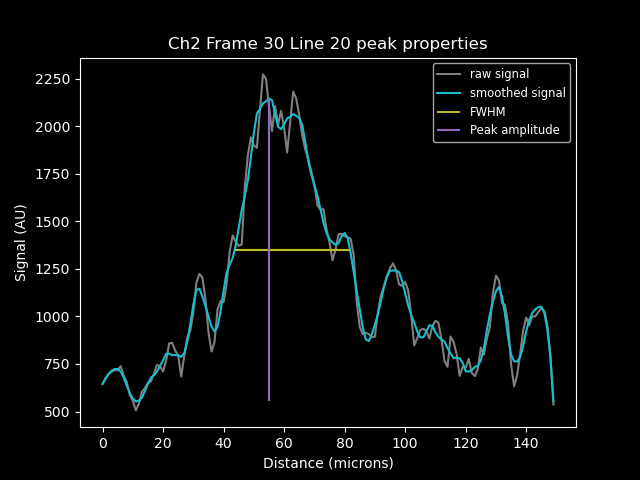 Ch2 Frame 30 Line 20 peak properties
raw signal
smoothed signal
FWHM
Peak amplitude
Signal (AU)
2250
2000
1750
1500
1250
1000
750
500
0 20 40 60 80 100 120 140
Distance (microns)